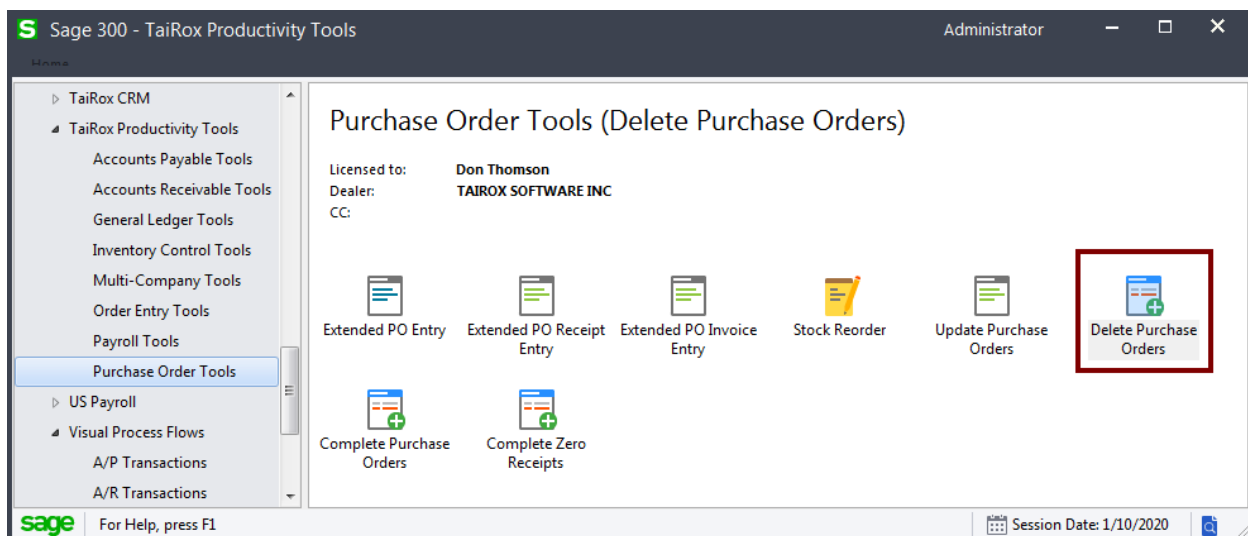 S Sage 300 - TaiRox Productivity Tools
Administrator
Home
TaiRox CRM
TaiRox Productivity Tools
Accounts Payable Tools
Accounts Receivable Tools
General Ledger Tools
Inventory Control Tools
Multi-Company Tools
Order Entry Tools
Payroll Tools
Purchase Order Tools
US Payroll
Visual Process Flows
A/P Transactions
A/R Transactions
Purchase Order Tools (Delete Purchase Orders)
Licensed to: Don Thomson
Dealer: TAIROX SOFTWARE INC
CC:
Extended PO Entry
Extended PO Receipt
Entry
Extended PO Invoice
Entry
Stock Reorder
Update Purchase
Orders
Delete Purchase
Orders
Complete Purchase
Orders
Complete Zero
Receipts
sage For Help, press F1
Session Date: 1/10/2020